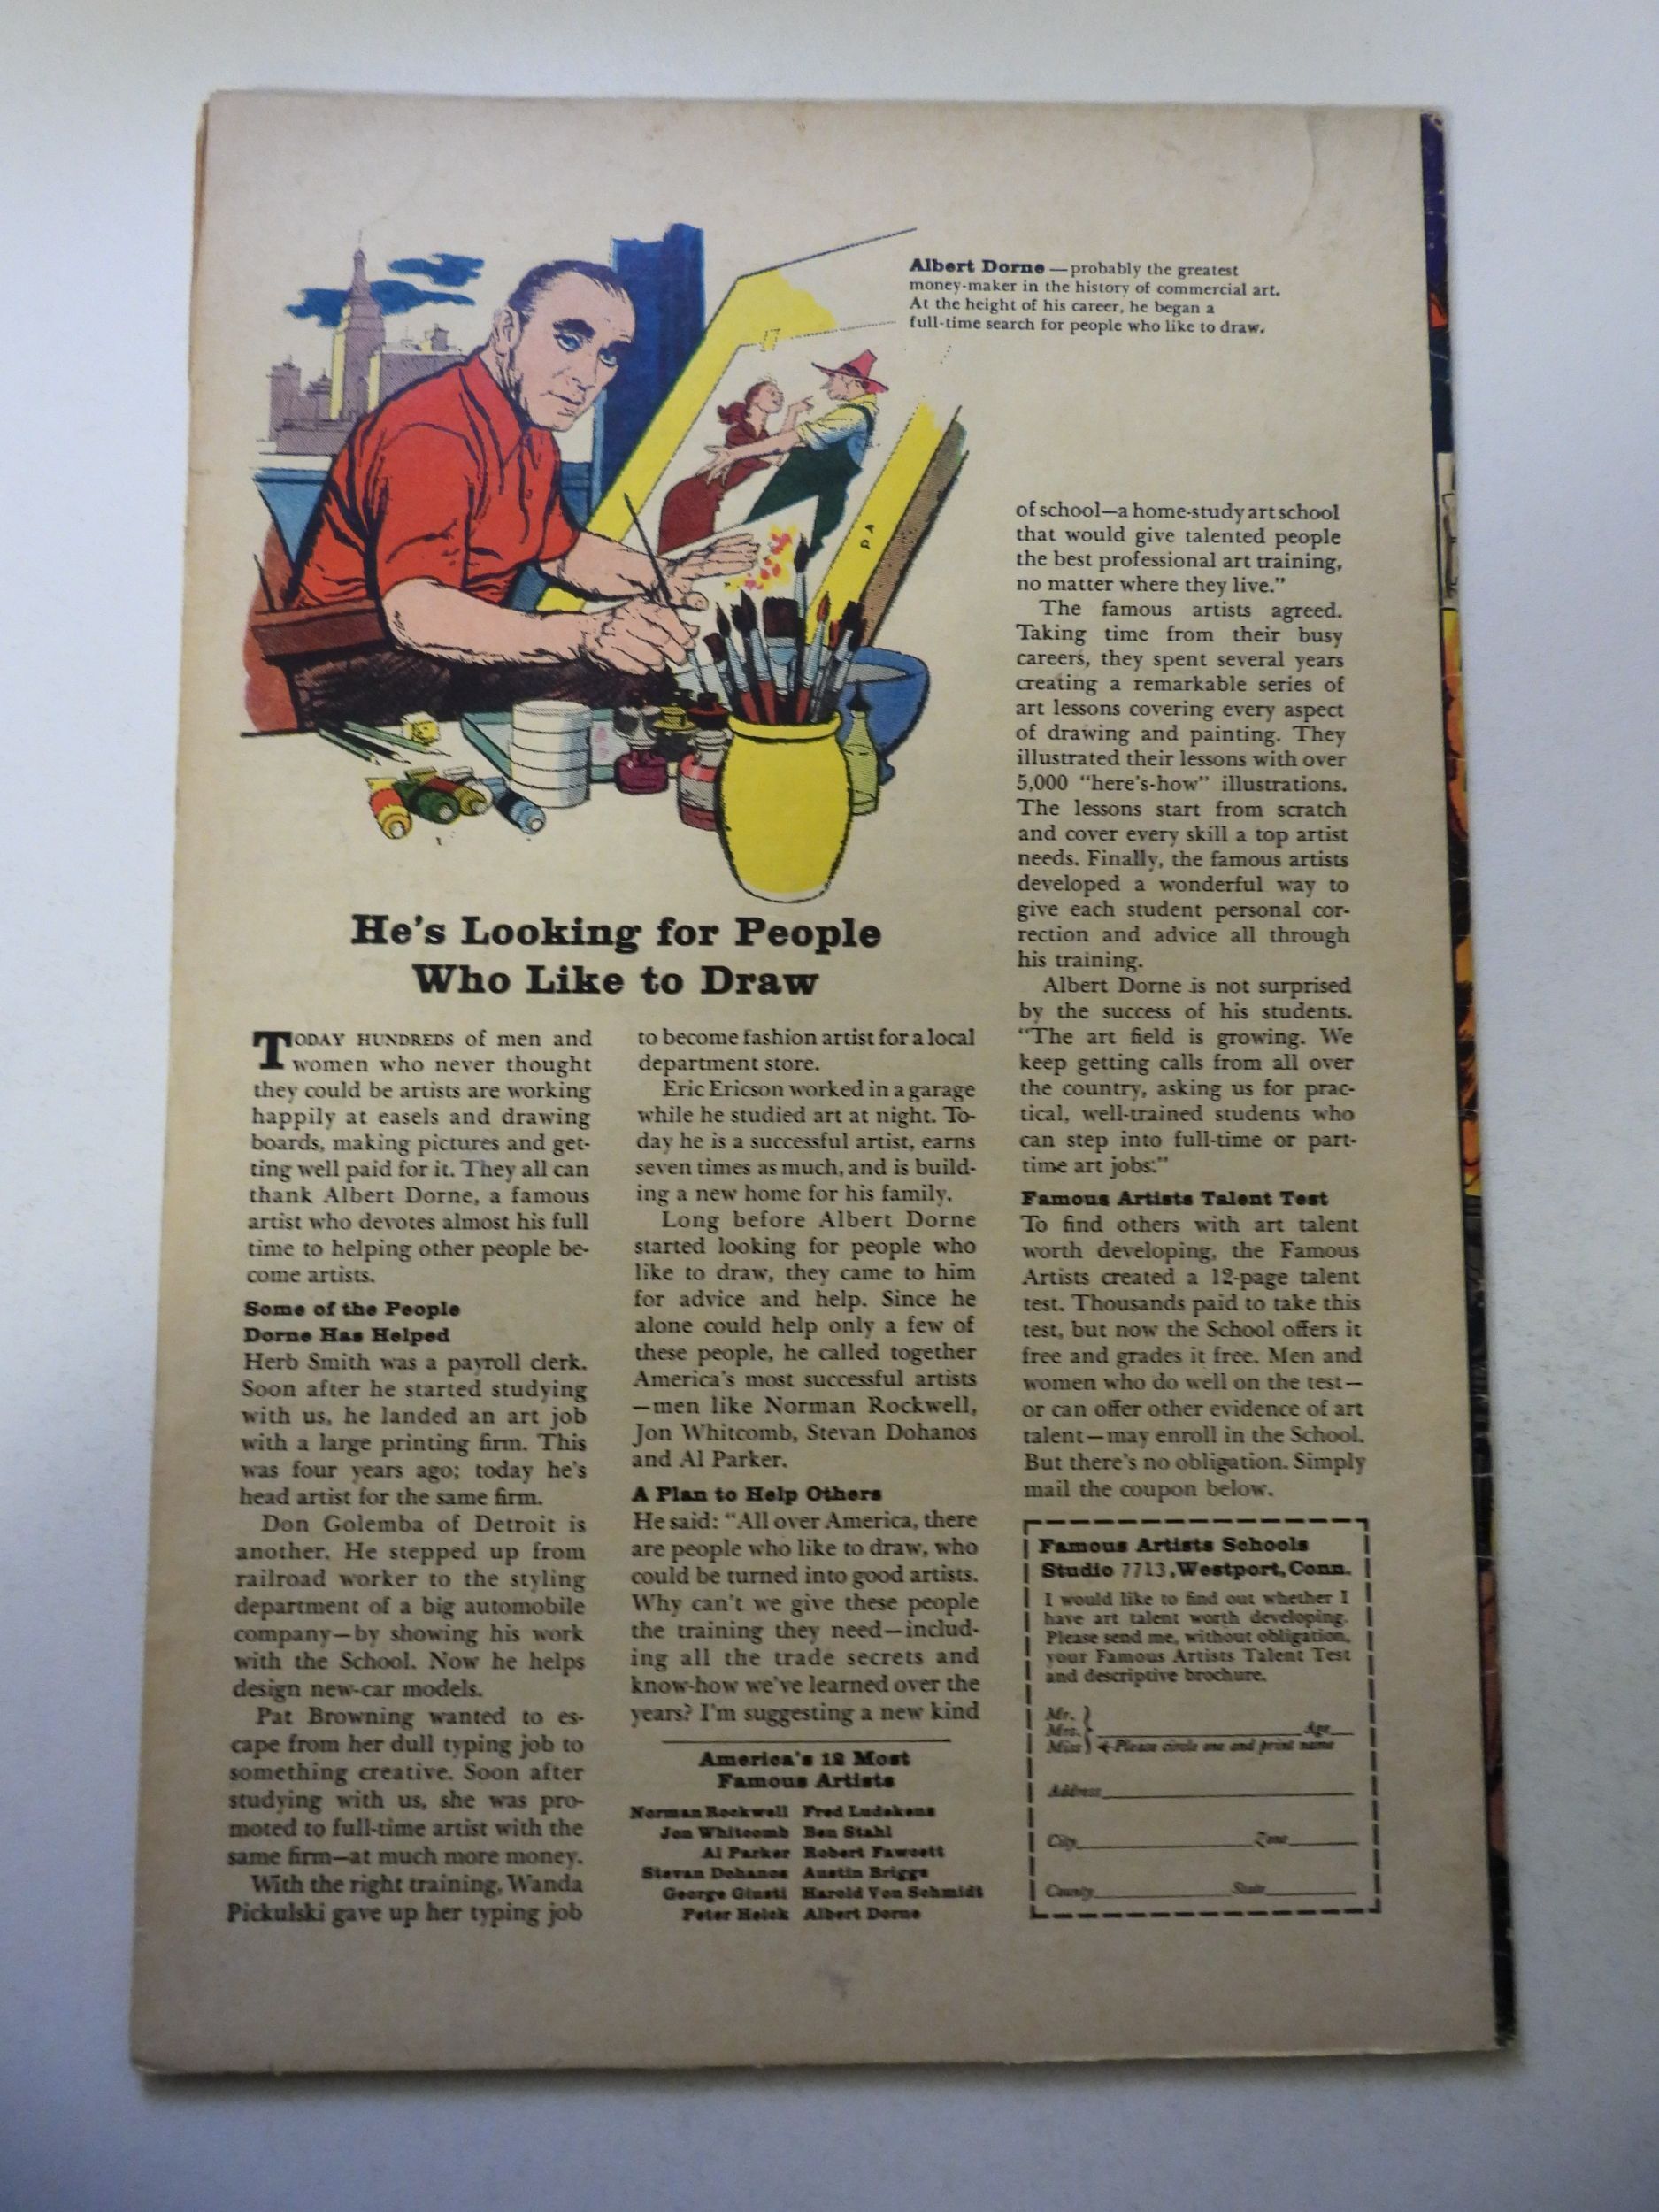 Albert Dorne — probably the greatest
money-maker in the history of commercial art.
At the height of his career, he began a
full-time search for people who like to draw.
He's Looking for People
Who Like to Draw
TODAY HUNDREDS of men and
women who never thought
they could be artists are working
happily at easels and drawing
boards, making pictures and get-
ting well paid for it. They all can
thank Albert Dorne, a famous
artist who devotes almost his full
time to helping other people be-
come artists.
Some of the People
Dorne Has Helped
Herb Smith was a payroll clerk.
Soon after he started studying
with us, he landed an art job
with a large printing firm. This
was four years ago; today he's
head artist for the same firm.
Don Golemba of Detroit is
another. He stepped up from
railroad worker to the styling
department of a big automobile
company—by showing his work
with the School. Now he helps
design new-car models.
Pat Browning wanted to es-
cape from her dull typing job to
something creative. Soon after
studying with us, she was pro-
moted to full-time artist with the
same firm—at much more money.
With the right training, Wanda
Pickulski gave up her typing job
to become fashion artist for a local
department store.
Eric Ericson worked in a garage
while he studied art at night. To-
day he is a successful artist, earns
seven times as much, and is build-
ing a new home for his family.
Long before Albert Dorne
started looking for people who
like to draw, they came to him
for advice and help. Since he
alone could help only a few of
these people, he called together
America's most successful artists
—men like Norman Rockwell,
Jon Whitcomb, Stevan Dohanos
and Al Parker.
A Plan to Help Others
He said: "All over America, there
are people who like to draw, who
could be turned into good artists.
Why can't we give these people
the training they need—includ-
ing all the trade secrets and
know-how we've learned over the
years? I'm suggesting a new kind
America's 12 Most
Famous Artists
Norman Rockwell Fred Ludekens
Jon Whitcomb Ben Stahl
Al Parker Robert Fawcett
Stevan Dohanos Austin Briggs
George Giusti Harold Von Schmidt
Peter Helck Albert Dorne
of school—a home-study art school
that would give talented people
the best professional art training,
no matter where they live."
The famous artists agreed.
Taking time from their busy
careers, they spent several years
creating a remarkable series of
art lessons covering every aspect
of drawing and painting. They
illustrated their lessons with over
5,000 "here's-how" illustrations.
The lessons start from scratch
and cover every skill a top artist
needs. Finally, the famous artists
developed a wonderful way to
give each student personal cor-
rection and advice all through
his training.
Albert Dorne is not surprised
by the success of his students.
"The art field is growing. We
keep getting calls from all over
the country, asking us for prac-
tical, well-trained students who
can step into full-time or part-
time art jobs."
Famous Artists Talent Test
To find others with art talent
worth developing, the Famous
Artists created a 12-page talent
test. Thousands paid to take this
test, but now the School offers it
free and grades it free. Men and
women who do well on the test—
or can offer other evidence of art
talent—may enroll in the School.
But there's no obligation. Simply
mail the coupon below.
Famous Artists Schools
Studio 7713, Westport, Conn.
I would like to find out whether I
have art talent worth developing.
Please send me, without obligation,
your Famous Artists Talent Test
and descriptive brochure.
Mr.
Mrs. Age
Miss Please circle one and print name
Address
City Zone
County State